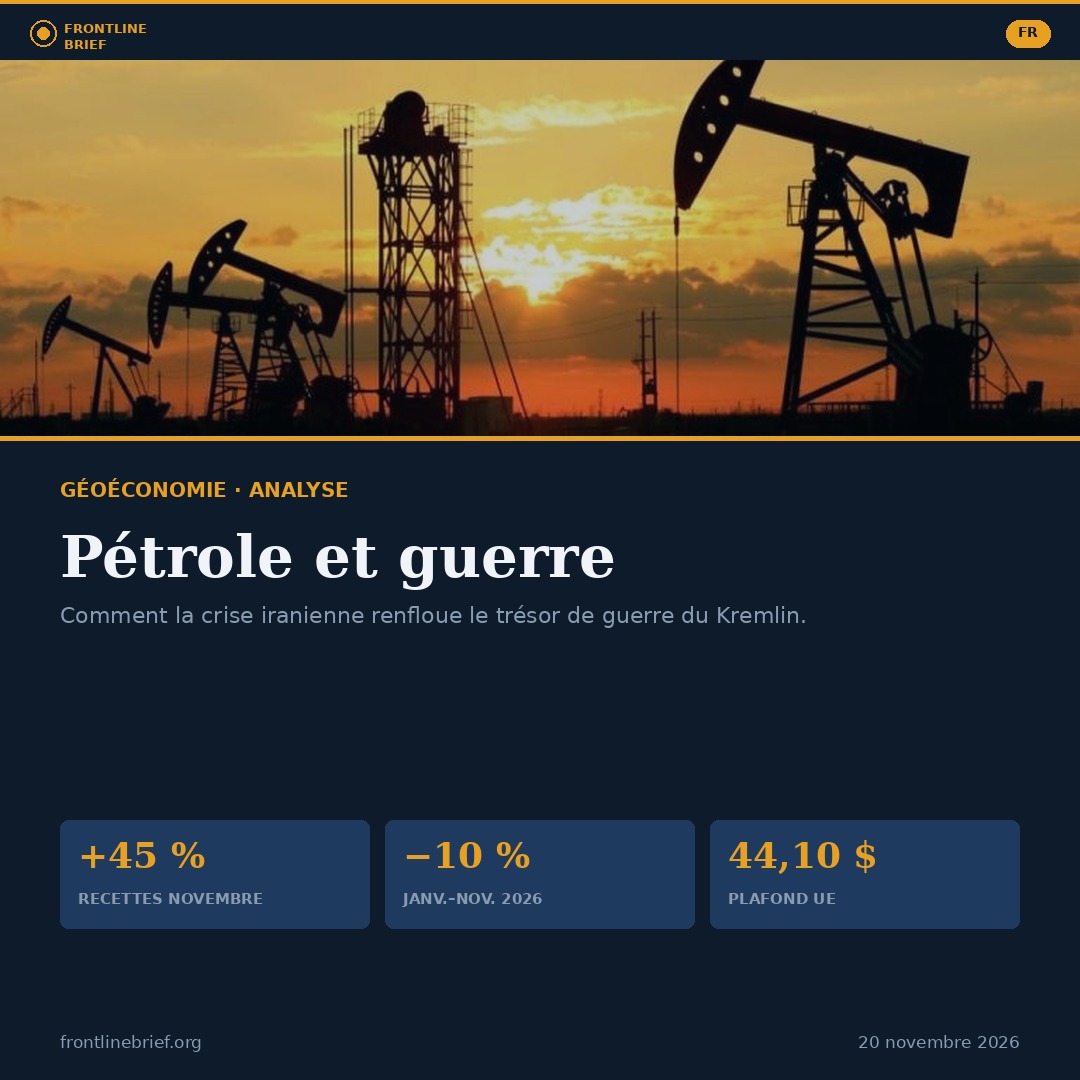 FRONTLINE
BRIEF
FR
GÉOÉCONOMIE · ANALYSE
Pétrole et guerre
Comment la crise iranienne renfloue le trésor de guerre du Kremlin.
+45 %
RECETTES NOVEMBRE
−10 %
JANV.–NOV. 2026
44,10 $
PLAFOND UE
frontlinebrief.org
20 novembre 2026